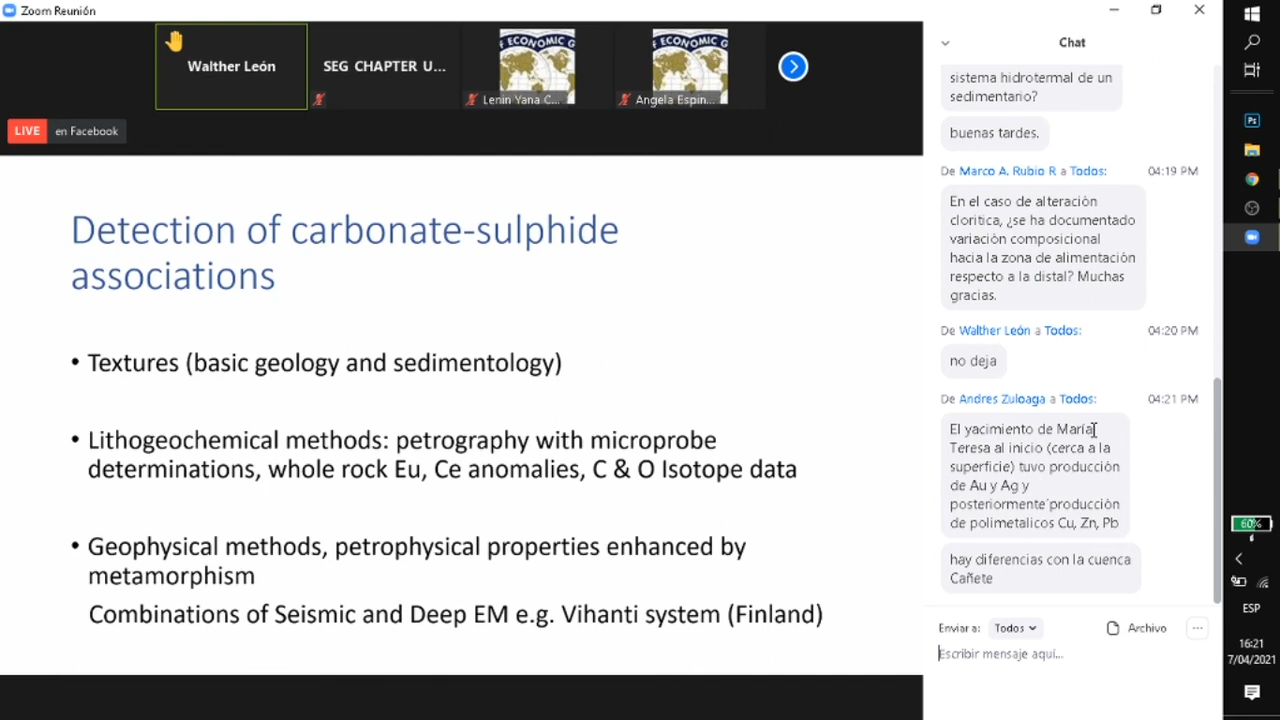 Zoom Reunión
Walther León
SEG CHAPTER U...
ECONOMIC G
Lenin Yana C...
ECONOMIC G
Angela Espin...
LIVE
en Facebook
Detection of carbonate-sulphide
associations
• Textures (basic geology and sedimentology)
• Lithogeochemical methods: petrography with microprobe
determinations, whole rock Eu, Ce anomalies, C & O Isotope data
• Geophysical methods, petrophysical properties enhanced by
metamorphism
Combinations of Seismic and Deep EM e.g. Vihanti system (Finland)
Chat
sistema hidrotermal de un
sedimentario?
buenas tardes.
De Marco A. Rubio R a Todos: 04:19 PM
En el caso de alteración
cloritica, ¿se ha documentado
variación composicional
hacia la zona de alimentación
respecto a la distal? Muchas
gracias.
De Walther León a Todos: 04:20 PM
no deja
De Andres Zuloaga a Todos: 04:21 PM
El yacimiento de María
Teresa al inicio (cerca a la
superficie) tuvo producción
de Au y Ag y
posteriormente´producción
de polimetalicos Cu, Zn, Pb
hay diferencias con la cuenca
Cañete
Enviar a: Todos
Archivo
...
Escribir mensaje aquí...
Ps
60%
ESP
16:21
7/04/2021